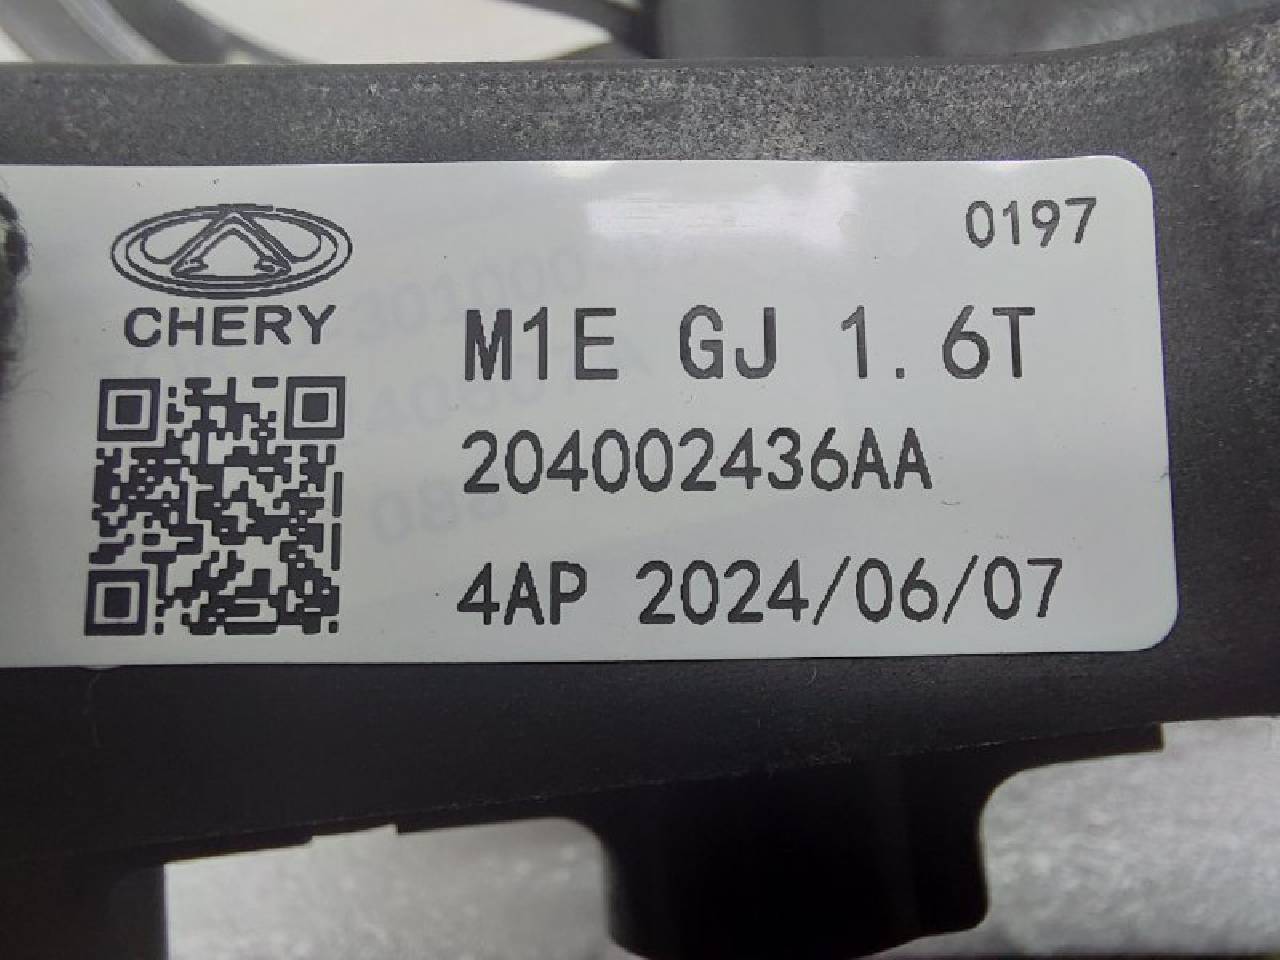 0197
CHERY
M1E GJ 1.6T
204002436AA
4AP 2024/06/07